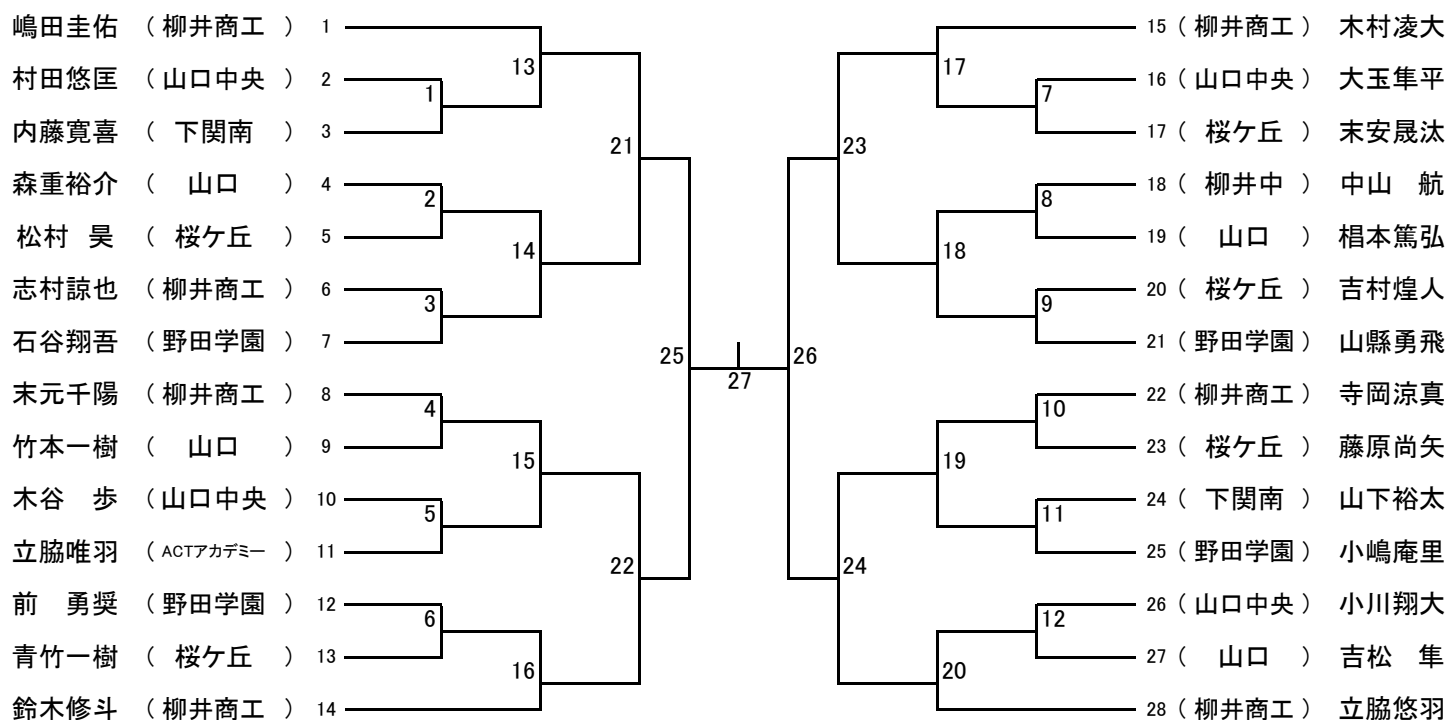 嶋田圭佑 （ 柳井商工 ） 1
村田悠匡 （ 山口中央 ） 2
内藤寛喜 （ 下関南 ） 3
森重裕介 （ 山口 ） 4
松村 昊 （ 桜ケ丘 ） 5
志村諒也 （ 柳井商工 ） 6
石谷翔吾 （ 野田学園 ） 7
末元千陽 （ 柳井商工 ） 8
竹本一樹 （ 山口 ） 9
木谷 歩 （ 山口中央 ） 10
立脇唯羽 （ ACTアカデミー ） 11
前 勇奨 （ 野田学園 ） 12
青竹一樹 （ 桜ケ丘 ） 13
鈴木修斗 （ 柳井商工 ） 14
1
2
3
4
5
6
13
14
15
16
21
22
25
27
26
23
24
17
18
19
20
7
8
9
10
11
12
15 （ 柳井商工 ） 木村凌大
16 （ 山口中央 ） 大玉隼平
17 （ 桜ケ丘 ） 末安晟汰
18 （ 柳井中 ） 中山 航
19 （ 山口 ） 椙本篤弘
20 （ 桜ケ丘 ） 吉村煌人
21 （ 野田学園 ） 山縣勇飛
22 （ 柳井商工 ） 寺岡涼真
23 （ 桜ケ丘 ） 藤原尚矢
24 （ 下関南 ） 山下裕太
25 （ 野田学園 ） 小嶋庵里
26 （ 山口中央 ） 小川翔大
27 （ 山口 ） 吉松 隼
28 （ 柳井商工 ） 立脇悠羽